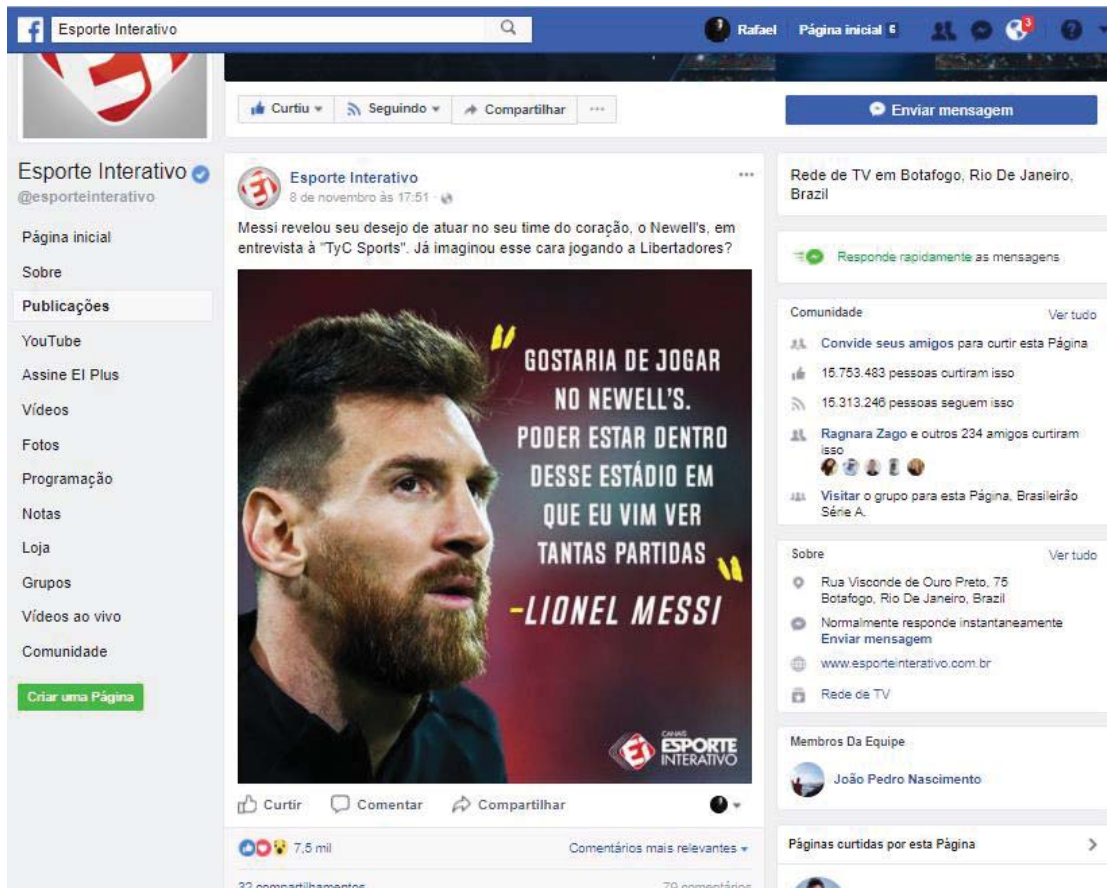 Esporte Interativo
Rafael
Página inicial 6
3
Curtiu
Seguindo
Compartilhar
Enviar mensagem
Esporte Interativo
@esporteinterativo
Página inicial
Sobre
Publicações
YouTube
Assine EI Plus
Vídeos
Fotos
Programação
Notas
Loja
Grupos
Vídeos ao vivo
Comunidade
Criar uma Página
Esporte Interativo
8 de novembro às 17:51 ·
Messi revelou seu desejo de atuar no seu time do coração, o Newell's, em
entrevista à "TyC Sports". Já imaginou esse cara jogando a Libertadores?
"GOSTARIA DE JOGAR
NO NEWELL'S.
PODER ESTAR DENTRO
DESSE ESTÁDIO EM
QUE EU VIM VER
TANTAS PARTIDAS"
-LIONEL MESSI
CANAIS
ESPORTE
INTERATIVO
Curtir
Comentar
Compartilhar
7,5 mil
Comentários mais relevantes
32 compartilhamentos
79 comentários
Rede de TV em Botafogo, Rio De Janeiro,
Brazil
Responde rapidamente as mensagens
Comunidade
Ver tudo
Convide seus amigos para curtir esta Página
15.753.483 pessoas curtiram isso
15.313.246 pessoas seguem isso
Ragnara Zago e outros 234 amigos curtiram
isso
Visitar o grupo para esta Página, Brasileirão
Série A.
Sobre
Ver tudo
Rua Visconde de Ouro Preto, 75
Botafogo, Rio De Janeiro, Brazil
Normalmente responde instantaneamente
Enviar mensagem
www.esporteinterativo.com.br
Rede de TV
Membros Da Equipe
João Pedro Nascimento
Páginas curtidas por esta Página